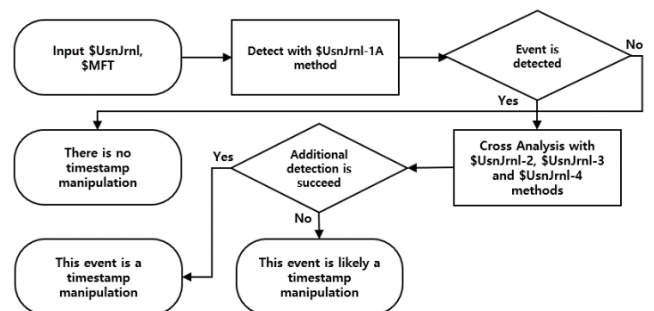 Input $UsnJrnl,
$MFT
Detect with $UsnJrnl-1A
method
Event is
detected
No
Yes
There is no
timestamp
manipulation
Cross Analysis with
$UsnJrnl-2, $UsnJrnl-3
and $UsnJrnl-4
methods
Additional
detection is
succeed
Yes
No
This event is a
timestamp
manipulation
This event is likely a
timestamp
manipulation